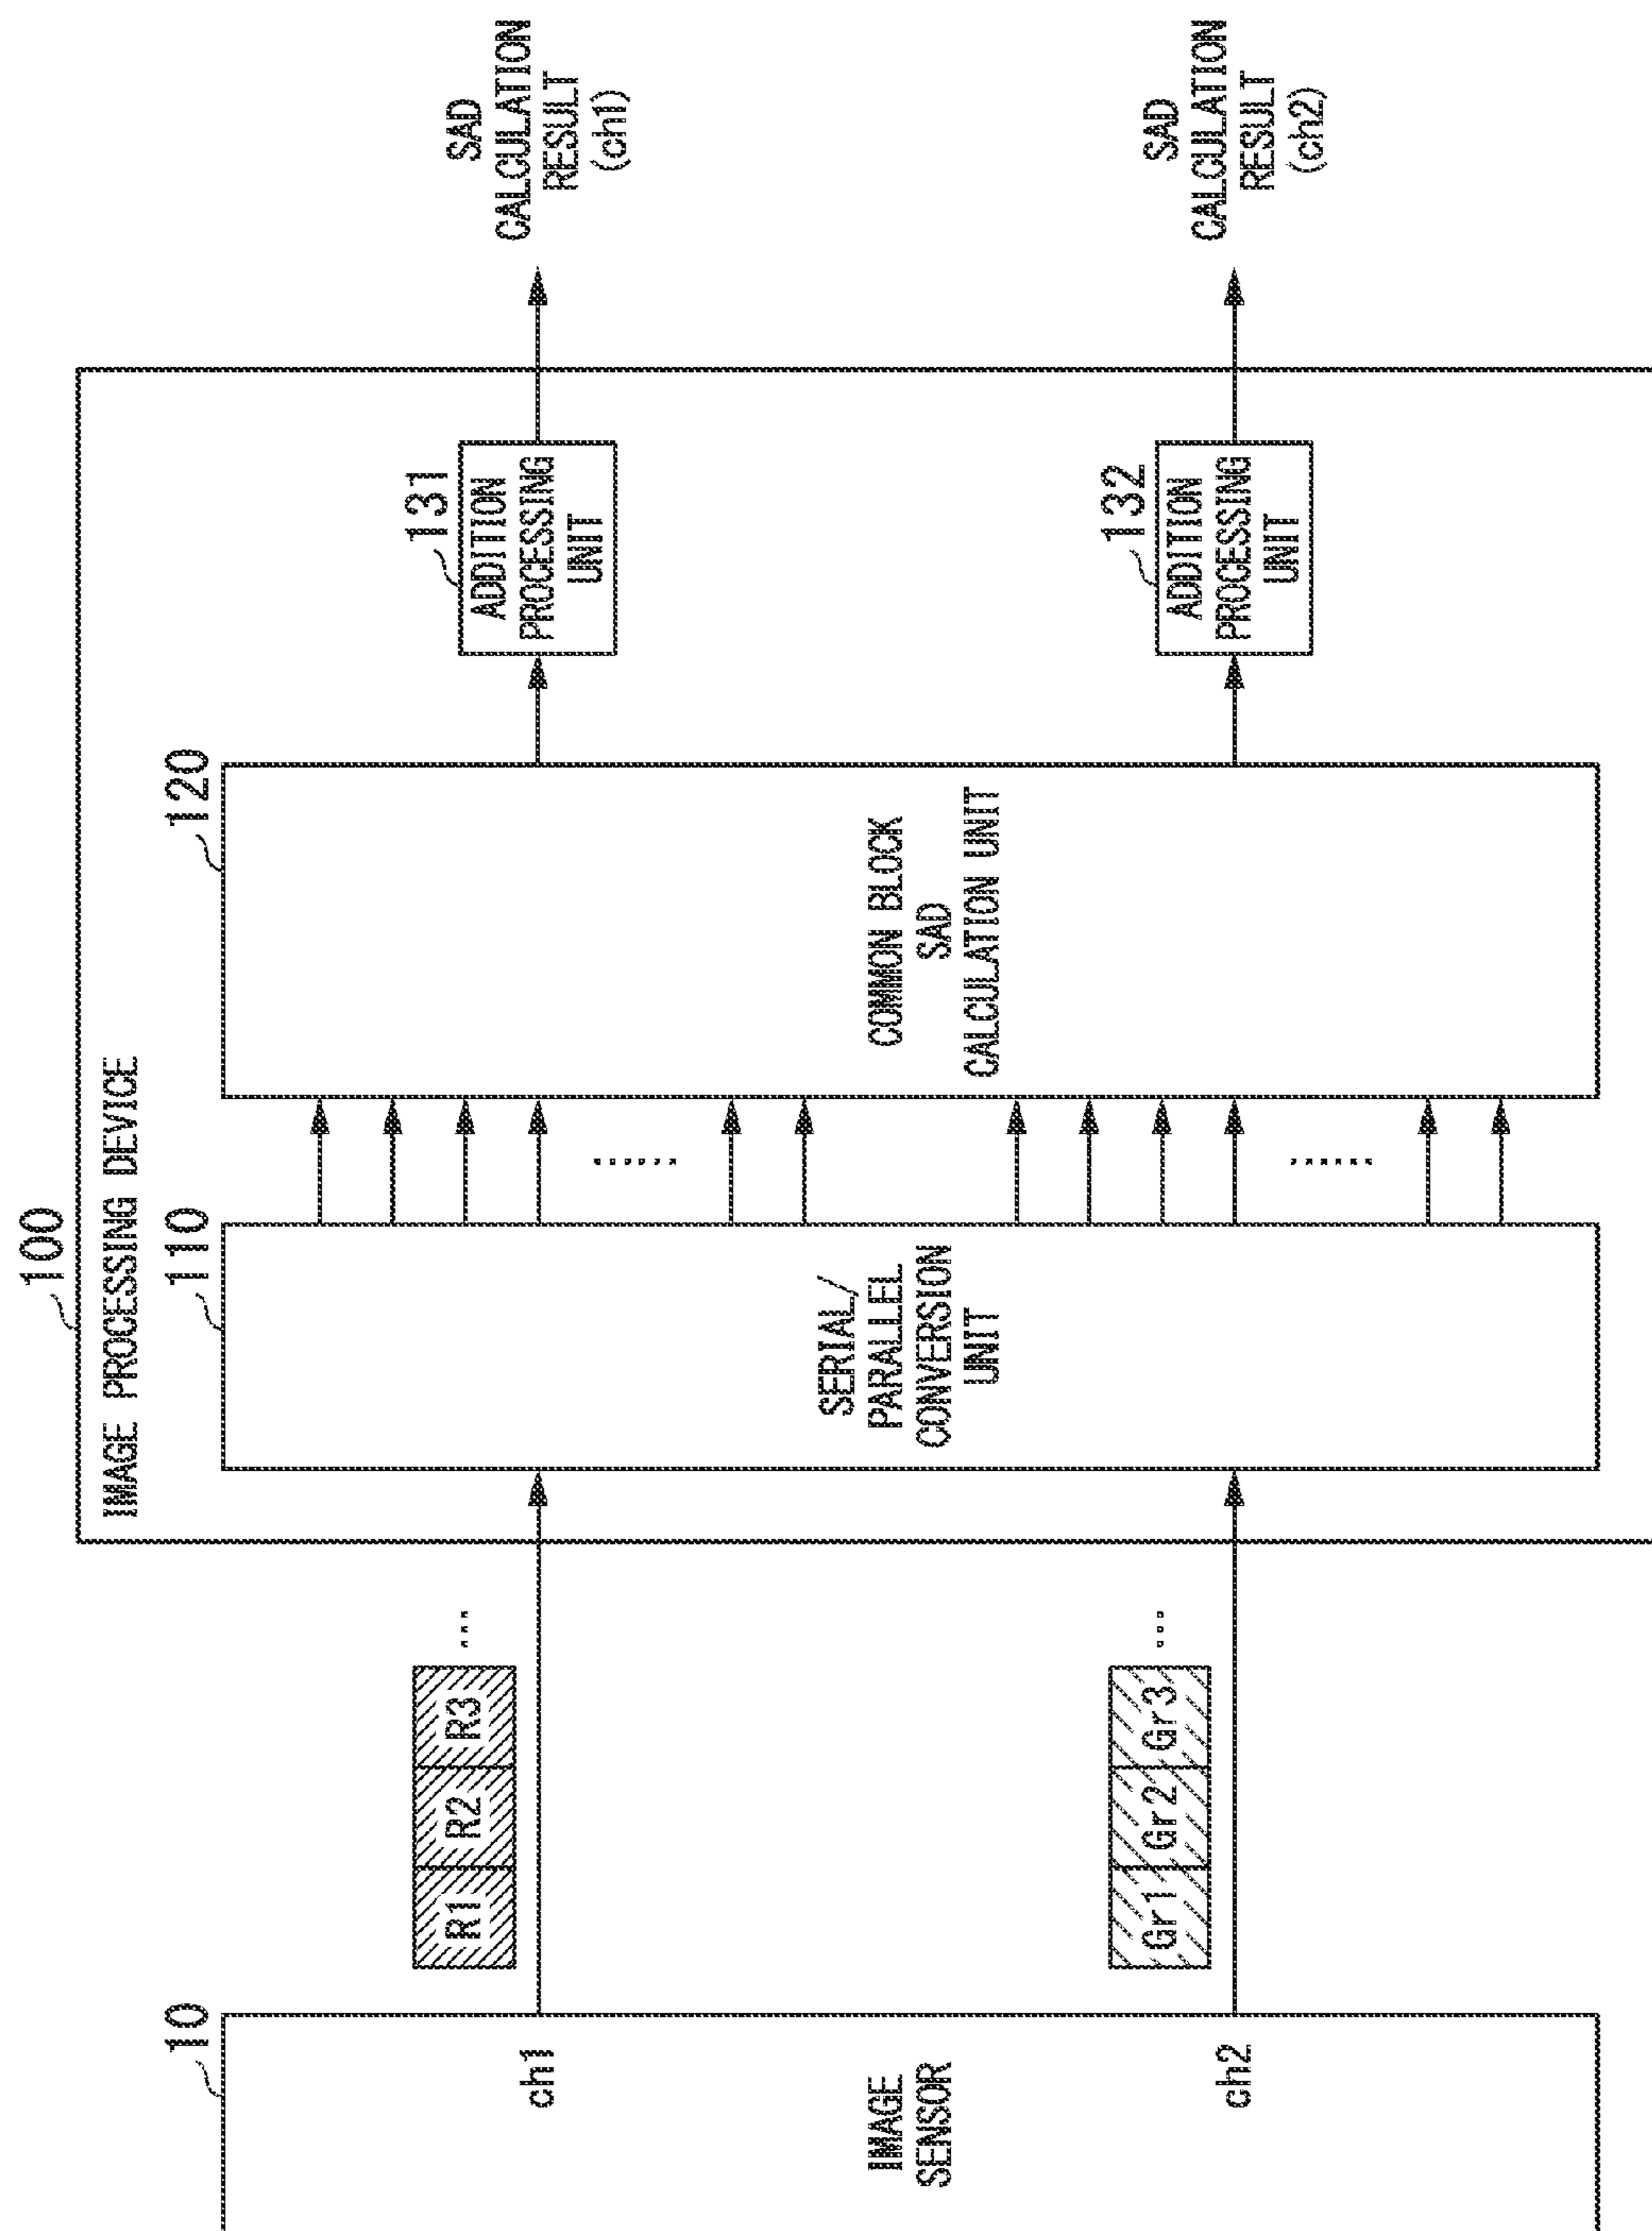 100
IMAGE PROCESSING DEVICE
10
IMAGE
SENSOR
ch1
ch2
R1 R2 R3 ...
Gr1 Gr2 Gr3 ...
110
SERIAL/
PARALLEL
CONVERSION
UNIT
......
......
120
COMMON BLOCK
SAD
CALCULATION UNIT
131
ADDITION
PROCESSING
UNIT
132
ADDITION
PROCESSING
UNIT
SAD
CALCULATION
RESULT
(ch1)
SAD
CALCULATION
RESULT
(ch2)